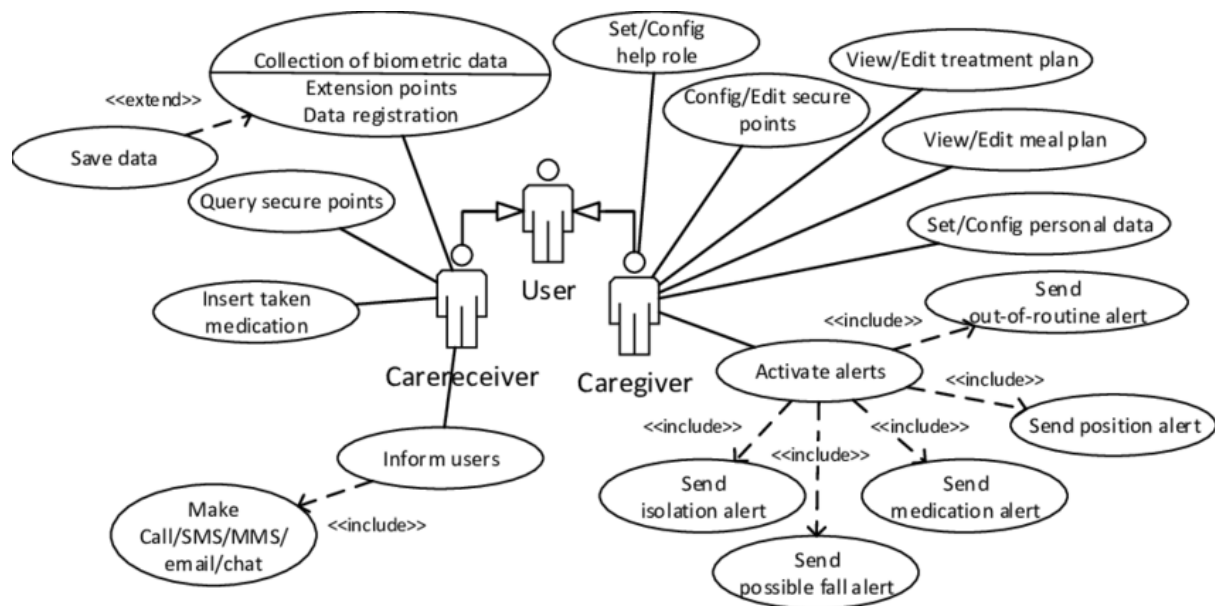 Set/Config
help role
Collection of biometric data
Extension points
Data registration
<<extend>>
Save data
View/Edit treatment plan
Config/Edit secure
points
View/Edit meal plan
Query secure points
Set/Config personal data
User
Insert taken
medication
Send
out-of-routine alert
<<include>>
Carereceiver
Caregiver
Activate alerts
<<include>>
Send position alert
<<include>>
<<include>>
<<include>>
Inform users
Send
isolation alert
Send
medication alert
Make
Call/SMS/MMS/
email/chat
<<include>>
Send
possible fall alert